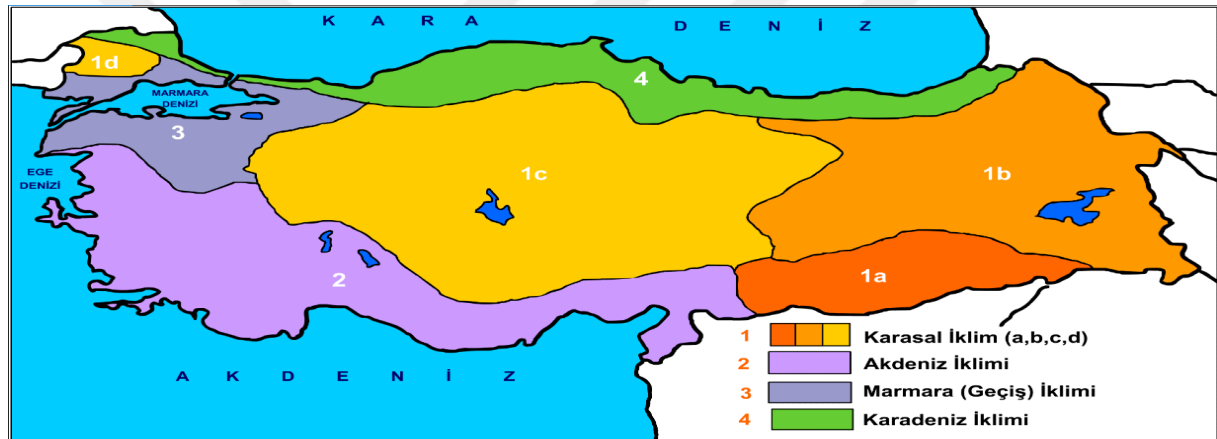 K A R A D E N İ Z
1d
4
MARMARA
DENİZİ
3
EGE
DENİZİ
1c
1b
2
1a
A K D E N İ Z
1 Karasal İklim (a,b,c,d)
2 Akdeniz İklimi
3 Marmara (Geçiş) İklimi
4 Karadeniz İklimi